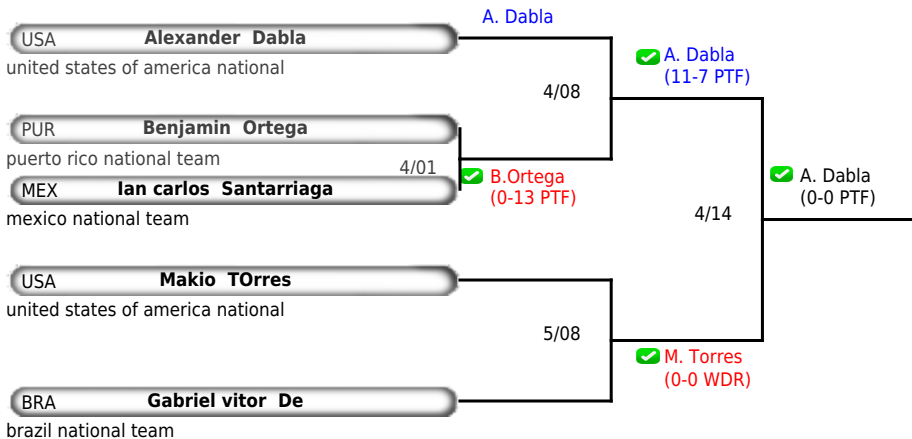 A. Dabla
USA Alexander Dabla
united states of america national
A. Dabla
(11-7 PTF)
4/08
PUR Benjamin Ortega
puerto rico national team
4/01
B.Ortega
(0-13 PTF)
MEX Ian carlos Santarriaga
mexico national team
A. Dabla
(0-0 PTF)
4/14
USA Makio TOrres
united states of america national
5/08
M. Torres
(0-0 WDR)
BRA Gabriel vitor De
brazil national team